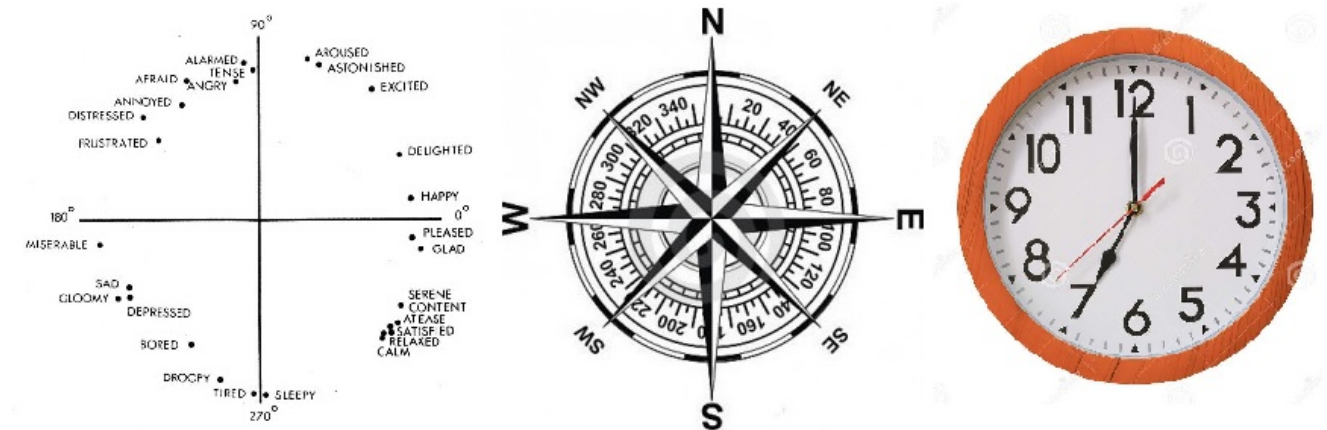 90°
ALARMED
AROUSED
TENSE
ASTONISHED
AFRAID
ANGRY
EXCITED
ANNOYED
DISTRESSED
FRUSTRATED
DELIGHTED
HAPPY
180°
0°
PLEASED
MISERABLE
GLAD
SAD
SERENE
GLOOMY
CONTENT
DEPRESSED
ATEASE
SATISFIED
RELAXED
BORED
CALM
DROOPY
TIRED
SLEEPY
270°
N
NW
NE
340
20
320
40
300
60
280
80
W
E
260
100
240
120
22
140
200
160
SW
SE
S
12
11
1
10
2
9
3
8
4
7
5
6